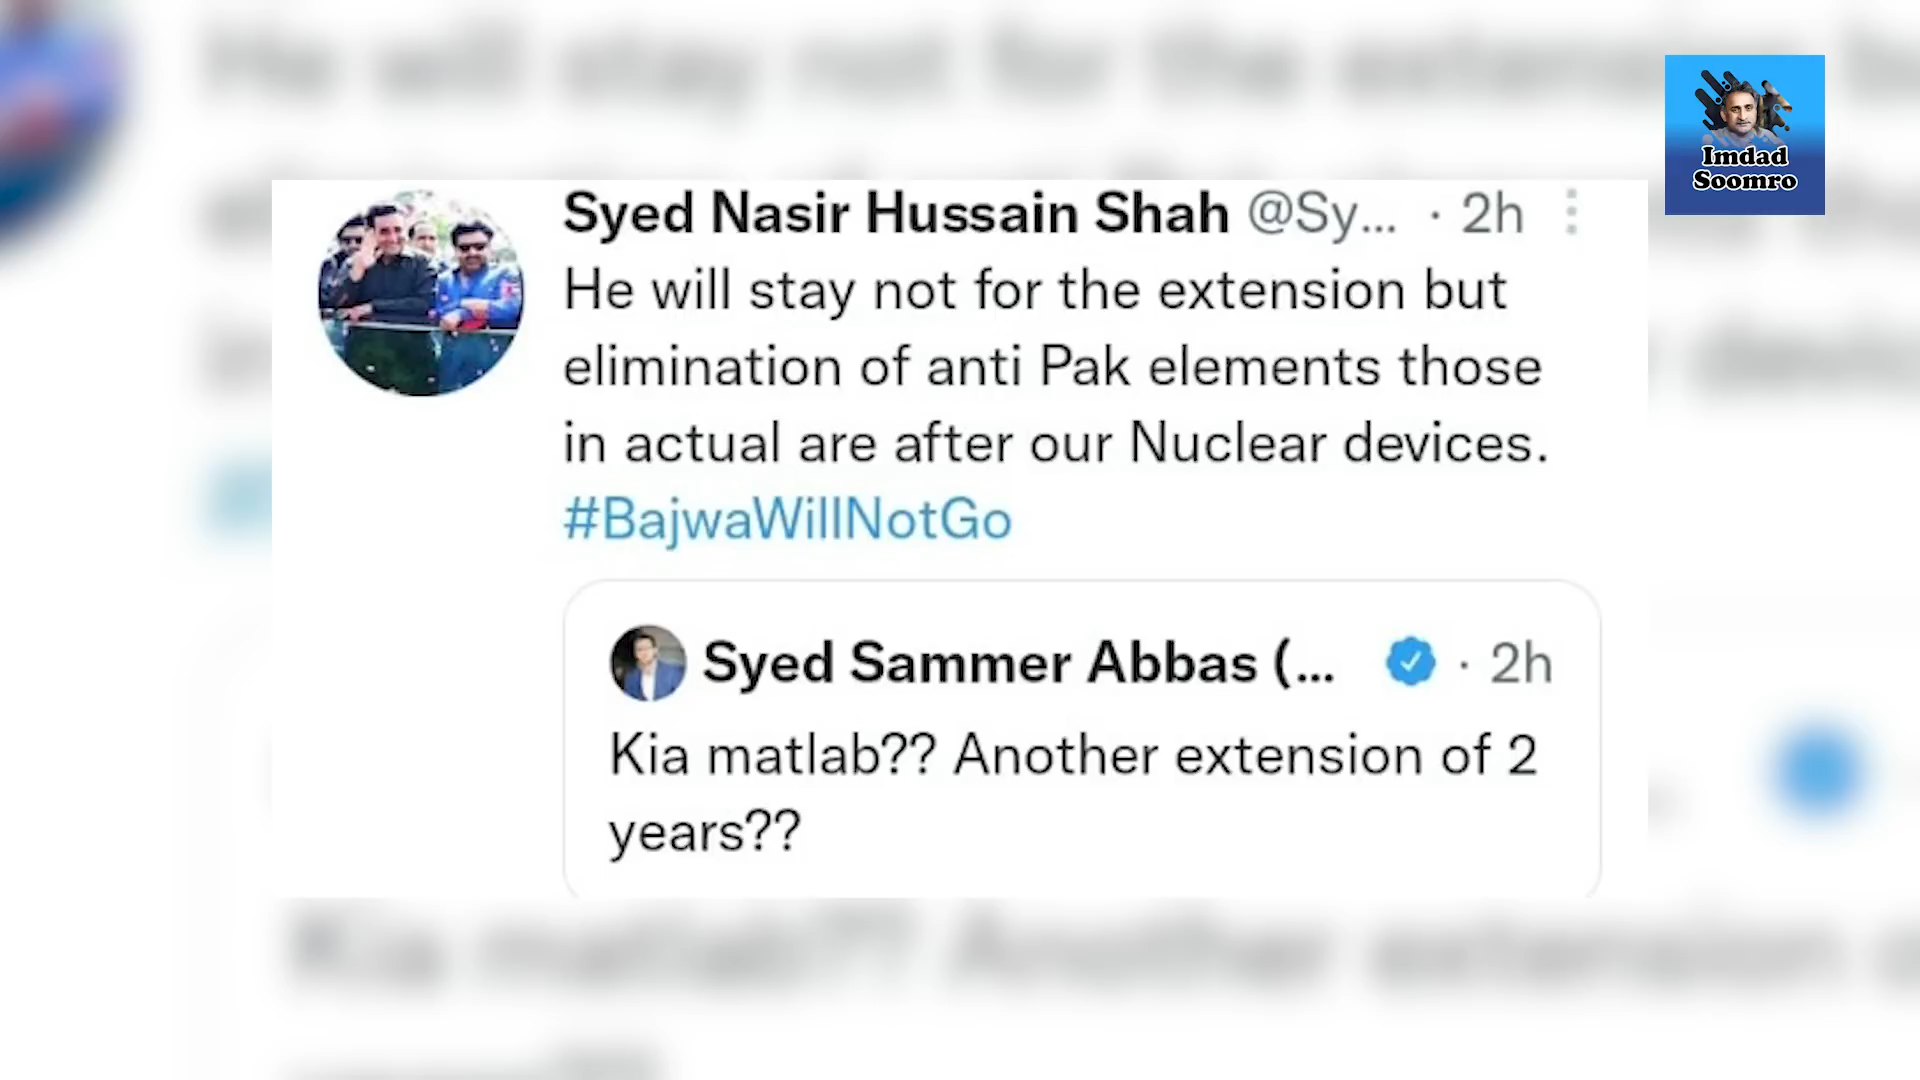 Imdad
Soomro
Syed Nasir Hussain Shah @Sy... · 2h
He will stay not for the extension but
elimination of anti Pak elements those
in actual are after our Nuclear devices.
#BajwaWillNotGo
Syed Sammer Abbas (... · 2h
Kia matlab?? Another extension of 2
years??